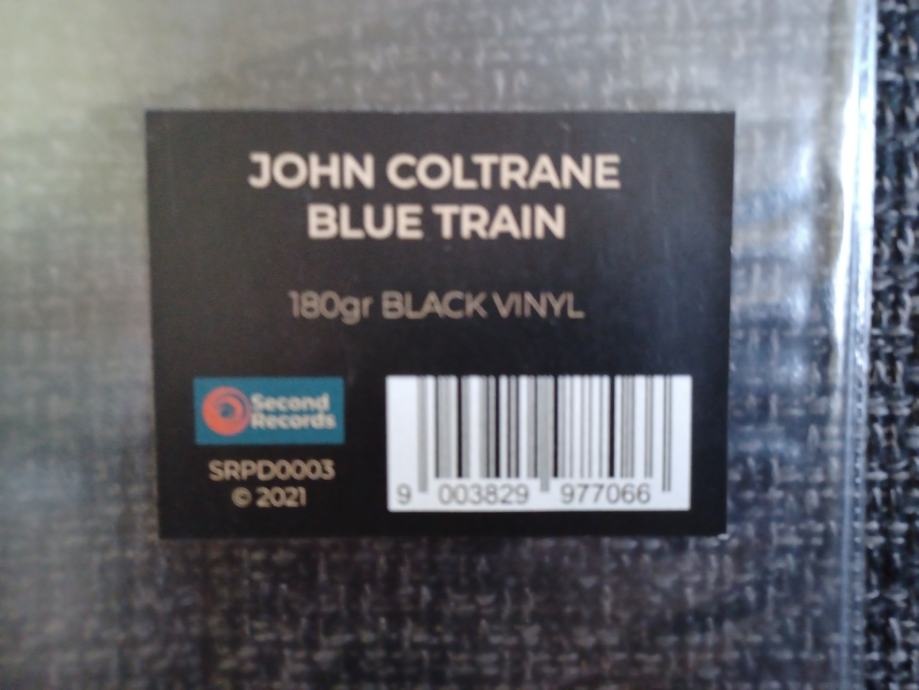 JOHN COLTRANE
BLUE TRAIN
180gr BLACK VINYL
Second
Records
SRPD0003
© 2021
9 003829 977066